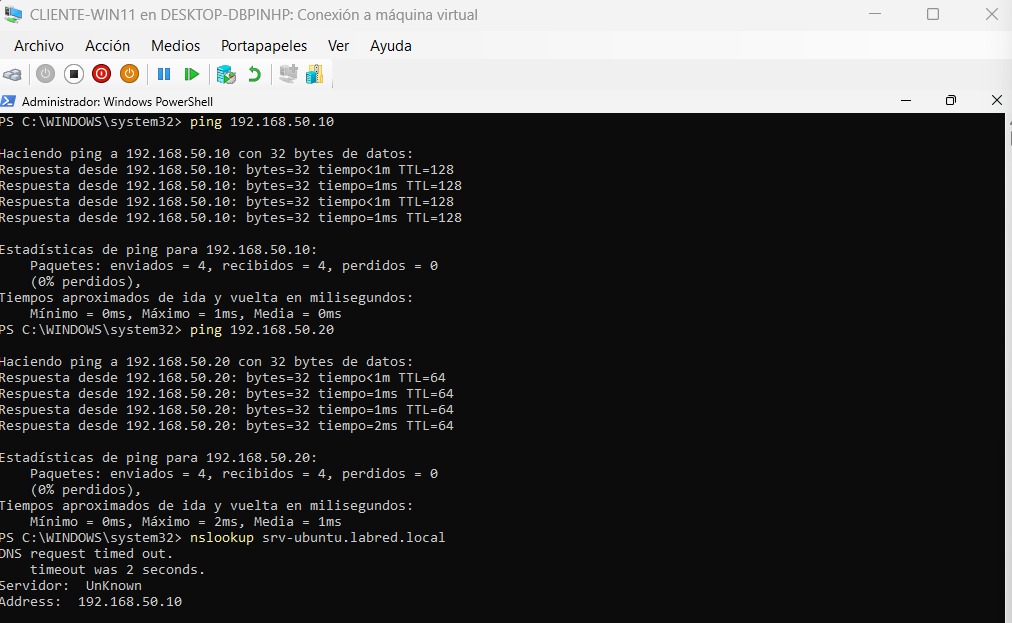 CLIENTE-WIN11 en DESKTOP-DBPINHP: Conexión a máquina virtual
Archivo Acción Medios Portapapeles Ver Ayuda
Administrador: Windows PowerShell
PS C:\WINDOWS\system32> ping 192.168.50.10
Haciendo ping a 192.168.50.10 con 32 bytes de datos:
Respuesta desde 192.168.50.10: bytes=32 tiempo<1m TTL=128
Respuesta desde 192.168.50.10: bytes=32 tiempo=1ms TTL=128
Respuesta desde 192.168.50.10: bytes=32 tiempo<1m TTL=128
Respuesta desde 192.168.50.10: bytes=32 tiempo=1ms TTL=128
Estadísticas de ping para 192.168.50.10:
Paquetes: enviados = 4, recibidos = 4, perdidos = 0
(0% perdidos),
Tiempos aproximados de ida y vuelta en milisegundos:
Mínimo = 0ms, Máximo = 1ms, Media = 0ms
PS C:\WINDOWS\system32> ping 192.168.50.20
Haciendo ping a 192.168.50.20 con 32 bytes de datos:
Respuesta desde 192.168.50.20: bytes=32 tiempo<1m TTL=64
Respuesta desde 192.168.50.20: bytes=32 tiempo=1ms TTL=64
Respuesta desde 192.168.50.20: bytes=32 tiempo=1ms TTL=64
Respuesta desde 192.168.50.20: bytes=32 tiempo=2ms TTL=64
Estadísticas de ping para 192.168.50.20:
Paquetes: enviados = 4, recibidos = 4, perdidos = 0
(0% perdidos),
Tiempos aproximados de ida y vuelta en milisegundos:
Mínimo = 0ms, Máximo = 2ms, Media = 1ms
PS C:\WINDOWS\system32> nslookup srv-ubuntu.labred.local
DNS request timed out.
timeout was 2 seconds.
Servidor: UnKnown
Address: 192.168.50.10